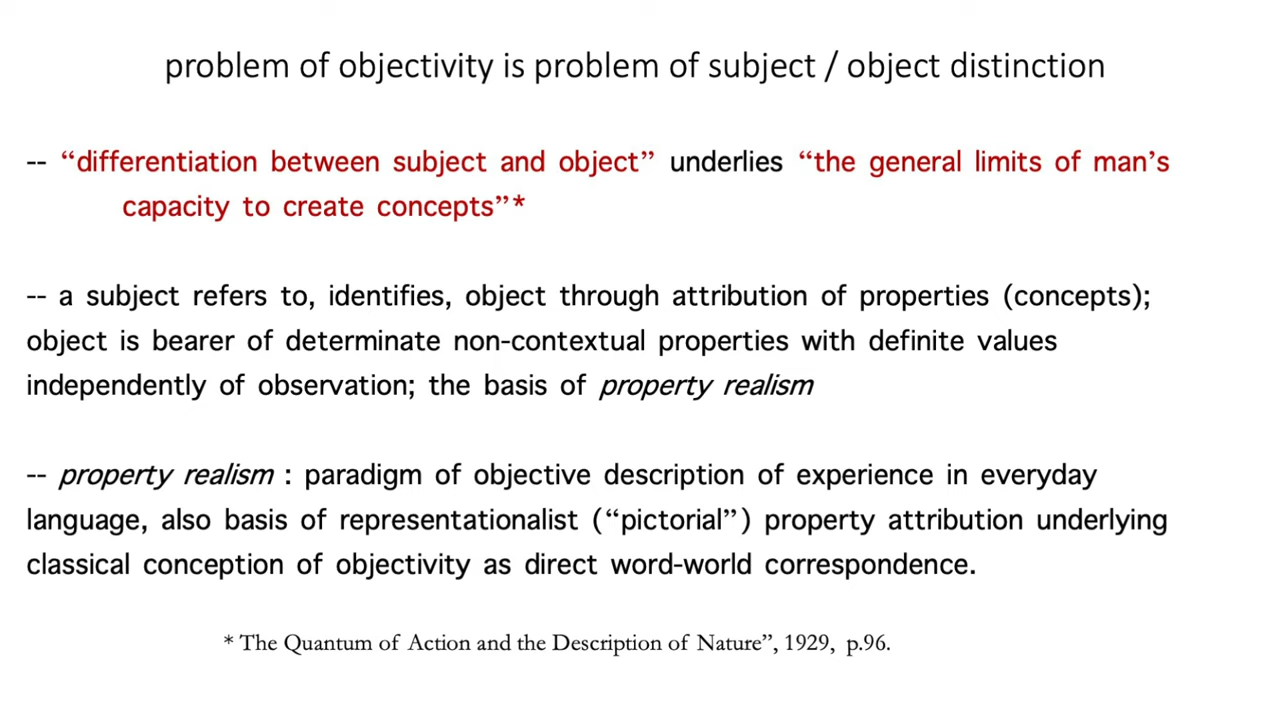 problem of objectivity is problem of subject / object distinction
-- “differentiation between subject and object” underlies “the general limits of man’s
capacity to create concepts”*
-- a subject refers to, identifies, object through attribution of properties (concepts);
object is bearer of determinate non-contextual properties with definite values
independently of observation; the basis of property realism
-- property realism : paradigm of objective description of experience in everyday
language, also basis of representationalist (“pictorial”) property attribution underlying
classical conception of objectivity as direct word-world correspondence.
* The Quantum of Action and the Description of Nature”, 1929, p.96.